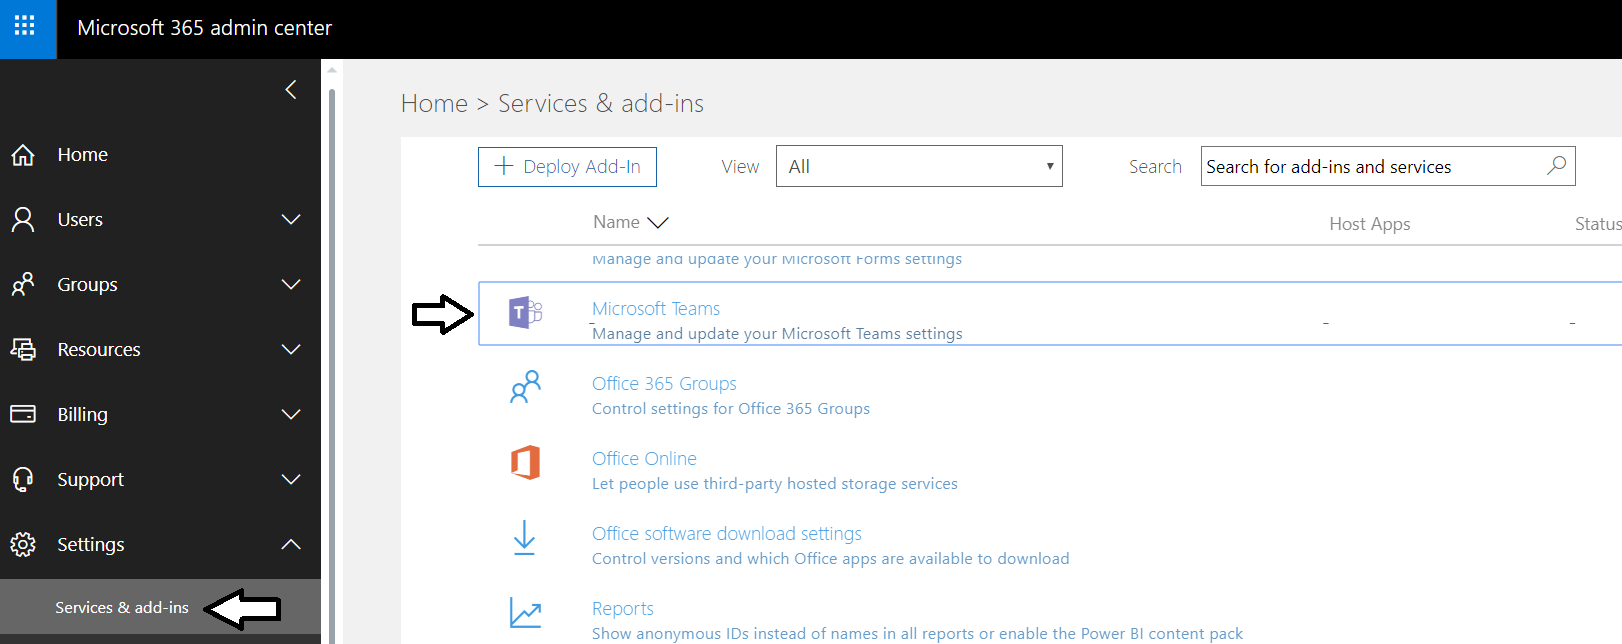 Microsoft 365 admin center
Home
Users
Groups
Resources
Billing
Support
Settings
Services & add-ins
Home > Services & add-ins
+ Deploy Add-In
View
All
Search
Search for add-ins and services
Name
Host Apps
Status
Manage and update your Microsoft Forms settings
Microsoft Teams
Manage and update your Microsoft Teams settings
-
-
-
Office 365 Groups
Control settings for Office 365 Groups
Office Online
Let people use third-party hosted storage services
Office software download settings
Control versions and which Office apps are available to download
Reports
Show anonymous IDs instead of names in all reports or enable the Power BI content pack